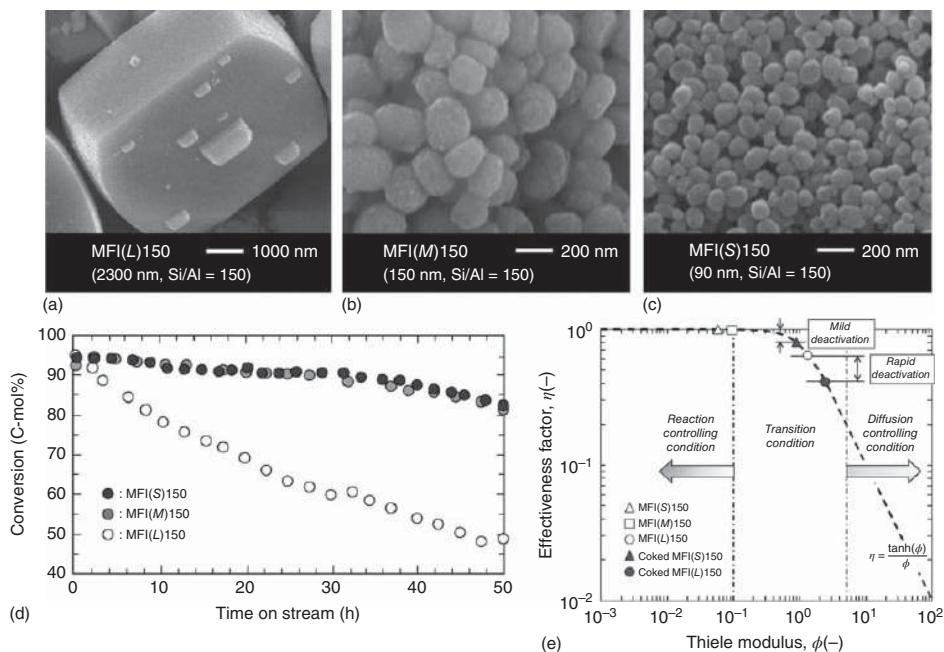 MFI(L)150
1000 nm
(2300 nm, Si/Al = 150)
(a)
MFI(M)150
200 nm
(150 nm, Si/Al = 150)
(b)
MFI(S)150
200 nm
(90 nm, Si/Al = 150)
(c)
100
90
80
70
60
50
40
Conversion (C-mol%)
: MFI(S)150
: MFI(M)150
: MFI(L)150
0
10
20
30
40
50
Time on stream (h)
(d)
10⁰
10⁻¹
10⁻²
Effectiveness factor, η(−)
Mild
deactivation
Rapid
deactivation
Reaction
controlling
condition
Transition
condition
Diffusion
controlling
condition
MFI(S)150
MFI(M)150
MFI(L)150
Coked MFI(S)150
Coked MFI(L)150
η = tanh(ϕ)/ϕ
10⁻³
10⁻²
10⁻¹
10⁰
10¹
10²
Thiele modulus, ϕ(−)
(e)